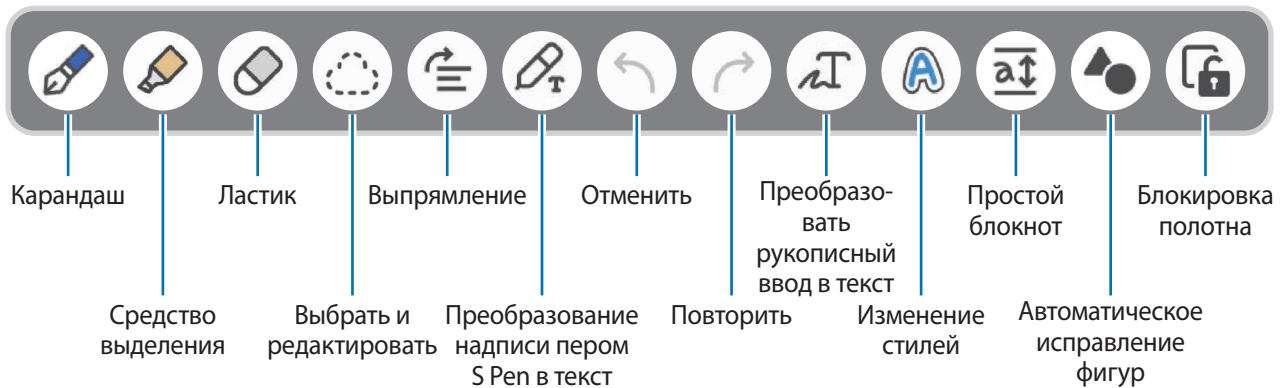 Карандаш
Ластик
Выпрямление
Отменить
Преобразо-
вать
рукописный
ввод в текст
Простой
блокнот
Блокировка
полотна
Средство
выделения
Выбрать и
редактировать
Преобразование
надписи пером
S Pen в текст
Повторить
Изменение
стилей
Автоматическое
исправление
фигур